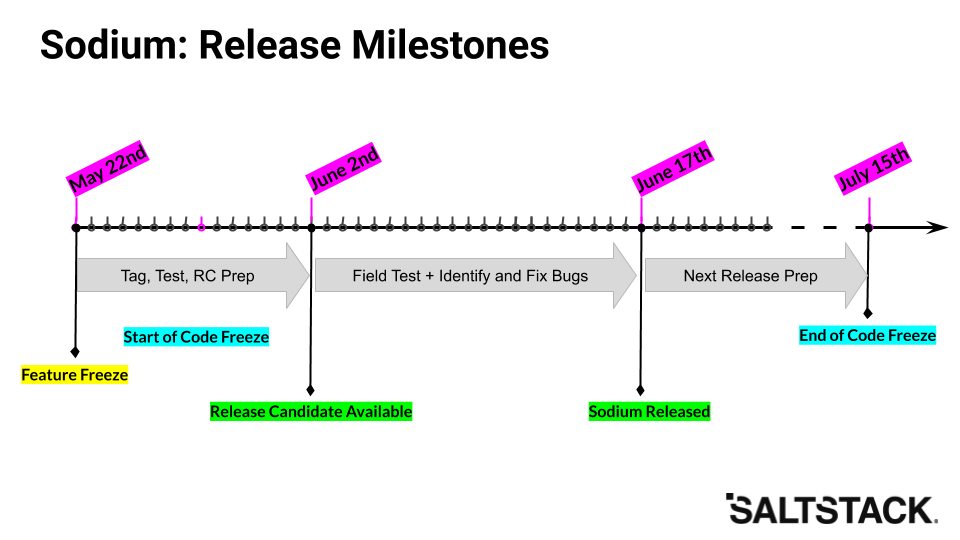 Sodium: Release Milestones
May 22nd
June 2nd
June 17th
July 15th
Tag, Test, RC Prep
Field Test + Identify and Fix Bugs
Next Release Prep
Start of Code Freeze
End of Code Freeze
Feature Freeze
Release Candidate Available
Sodium Released
SALTSTACK.